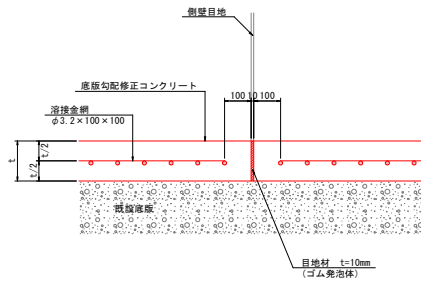 側壁目地
底版勾配修正コンクリート
溶接金網
φ3.2×100×100
100 10 100
t
t/2
t/2
既設底版
目地材 t=10mm
(ゴム発泡体)